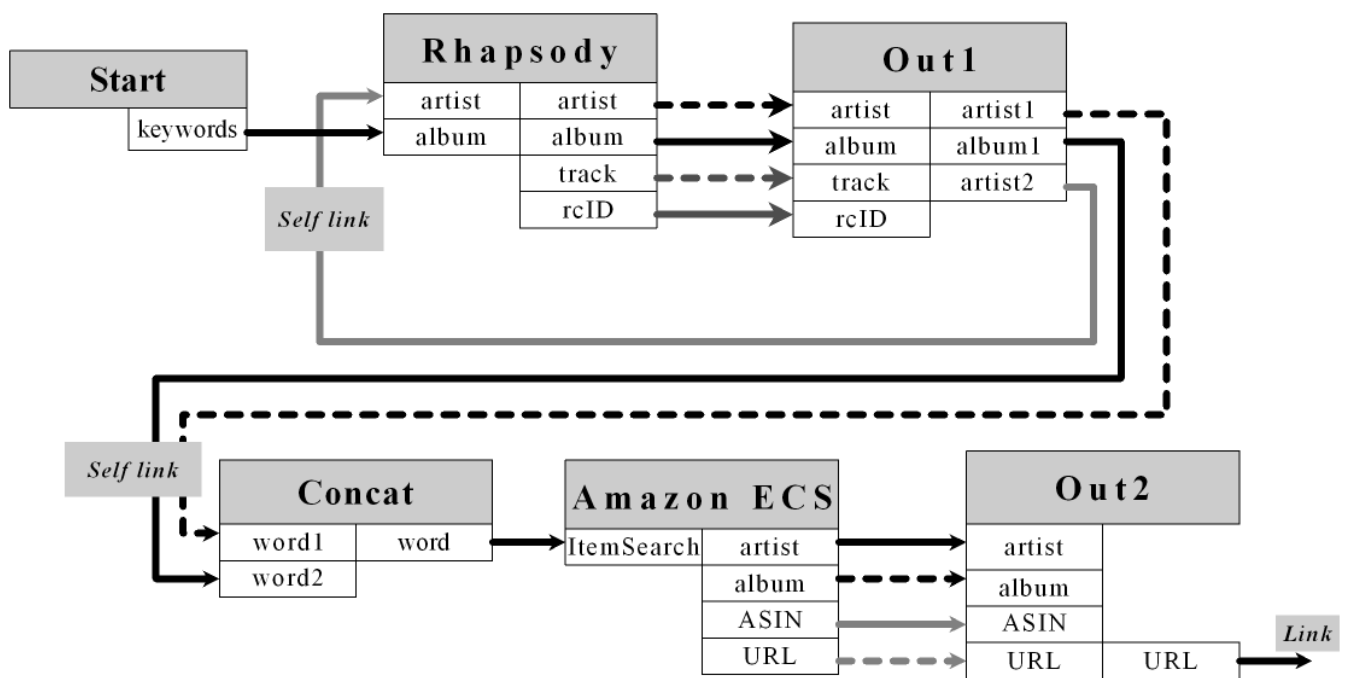 Start
keywords
Rhapsody
artist artist
album album
track
rcID
Out1
artist artist1
album album1
track artist2
rcID
Self link
Self link
Concat
word1 word
word2
Amazon ECS
ItemSearch artist
album
ASIN
URL
Out2
artist
album
ASIN
URL URL
Link